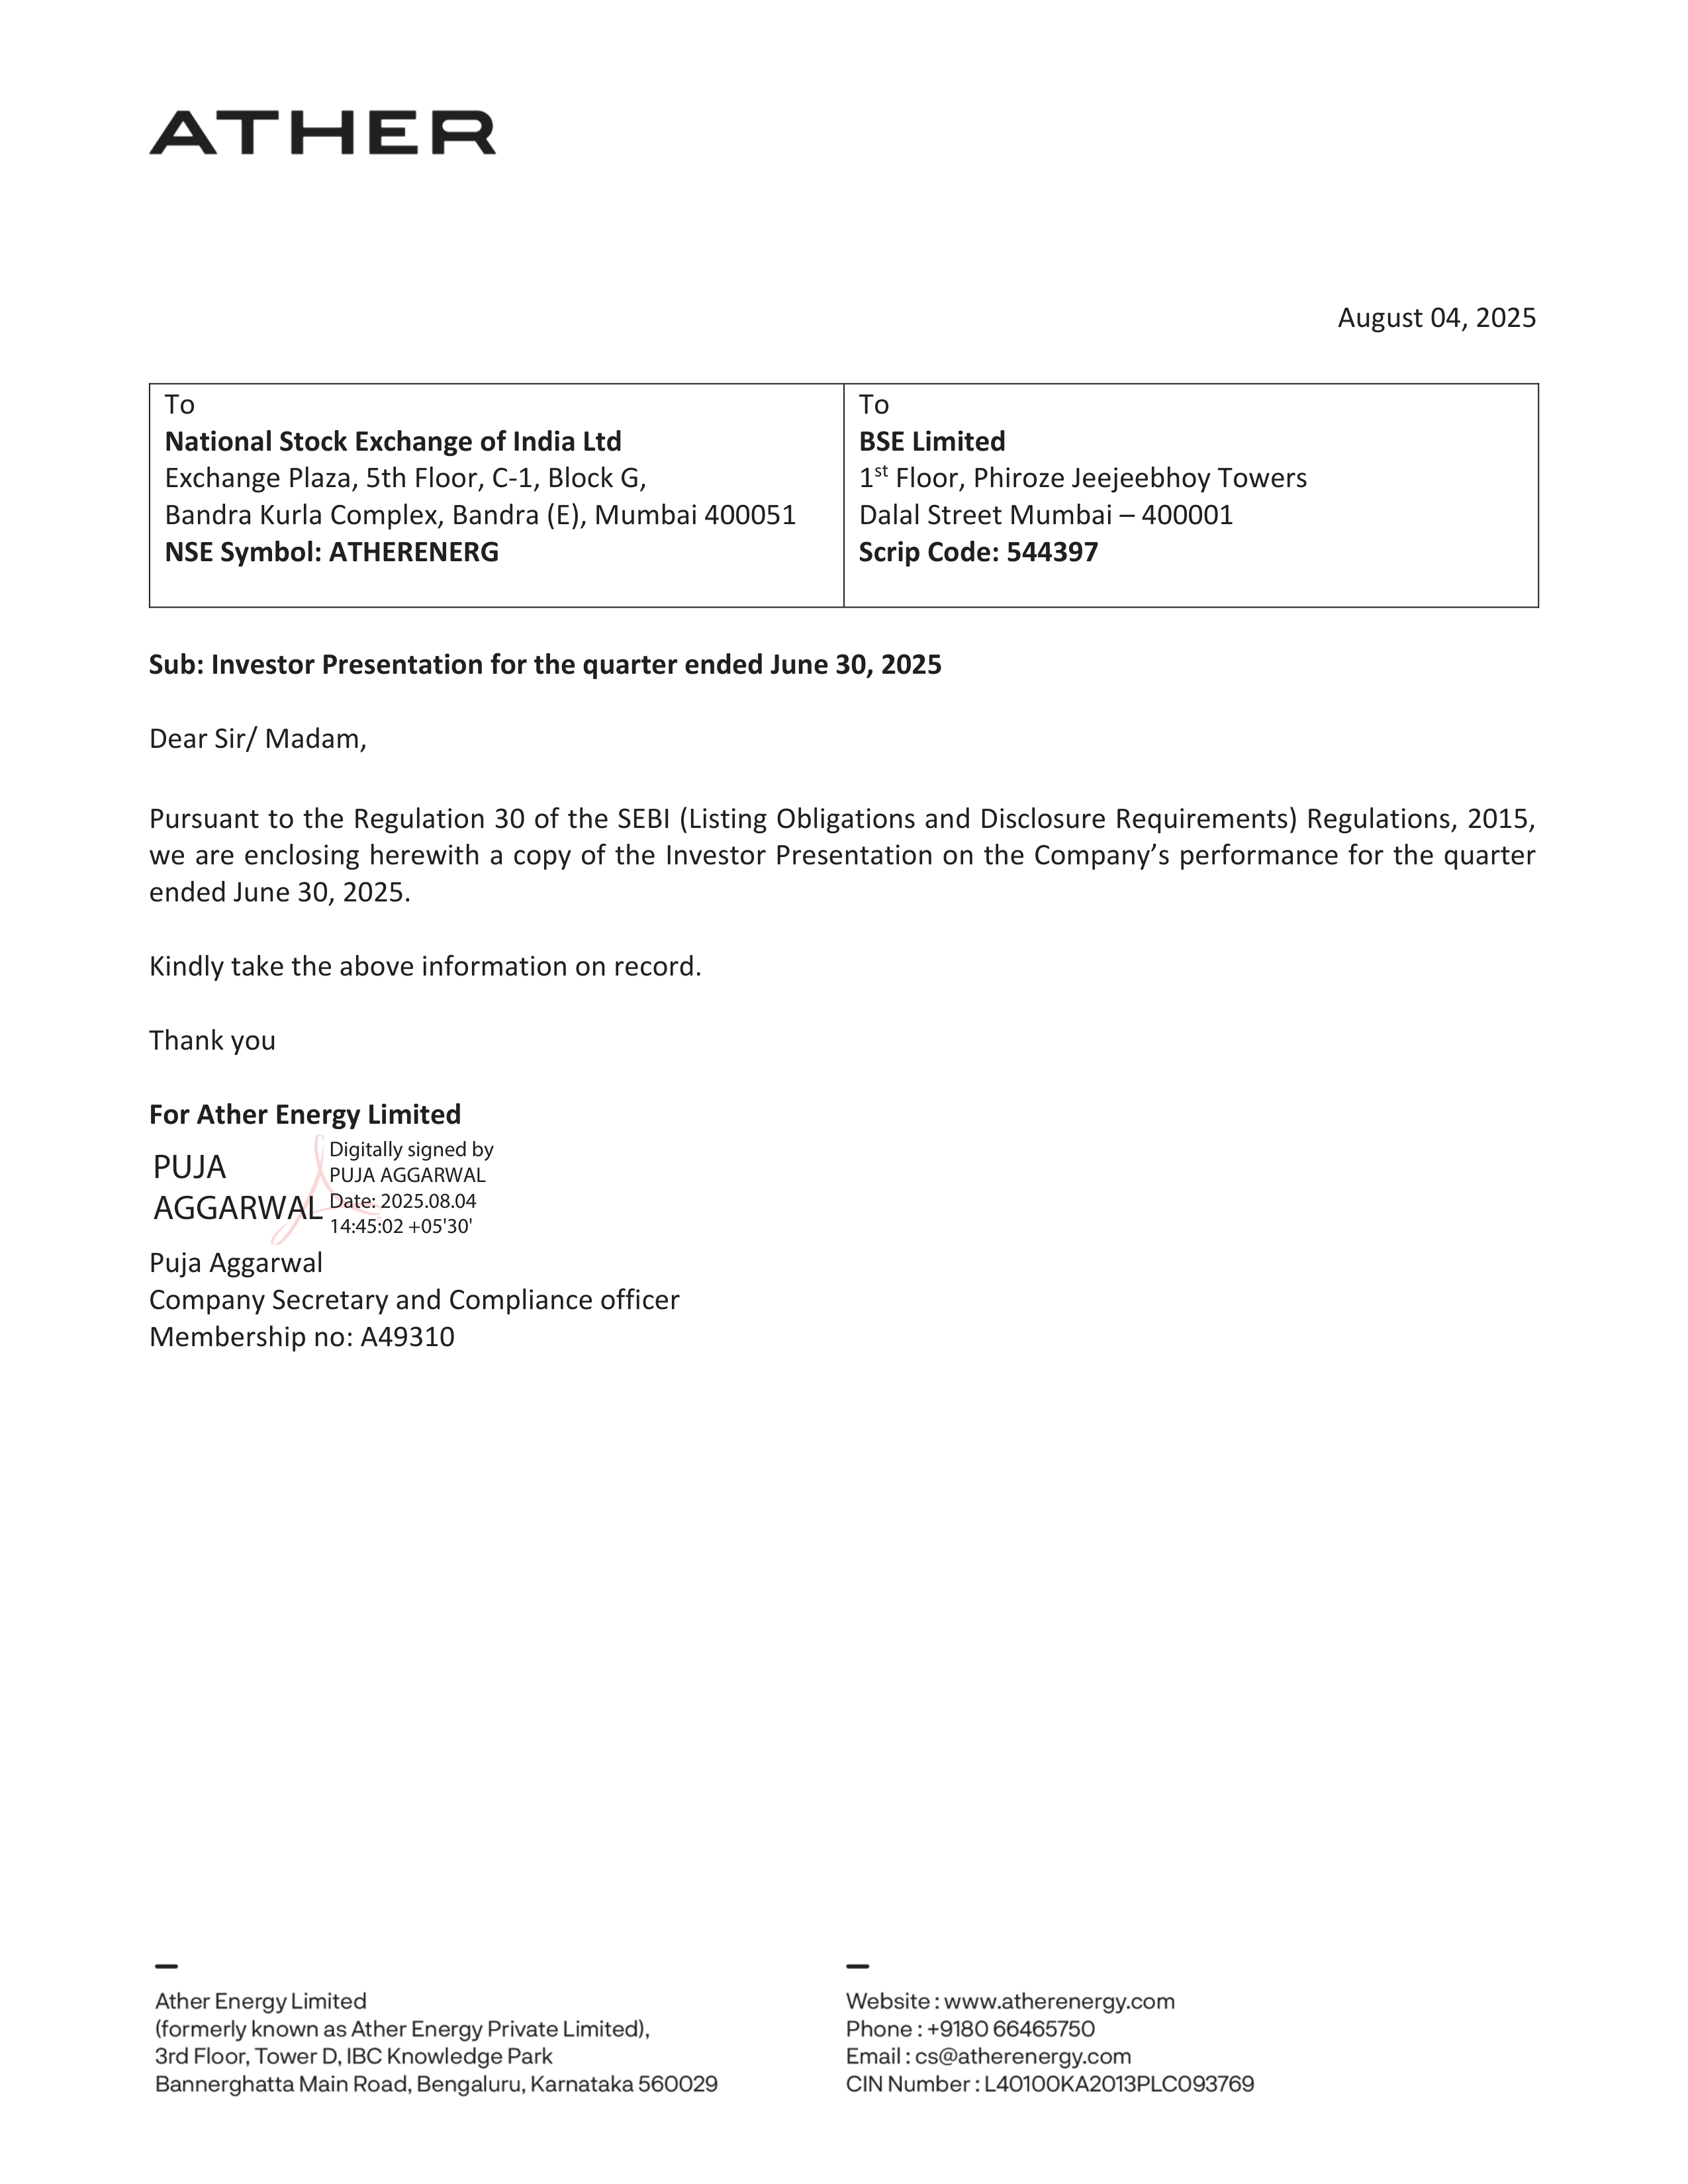 ATHER
August 04, 2025
To
National Stock Exchange of India Ltd
Exchange Plaza, 5th Floor, C-1, Block G,
Bandra Kurla Complex, Bandra (E), Mumbai 400051
NSE Symbol: ATHERENERG
To
BSE Limited
1st Floor, Phiroze Jeejeebhoy Towers
Dalal Street Mumbai – 400001
Scrip Code: 544397
Sub: Investor Presentation for the quarter ended June 30, 2025
Dear Sir/ Madam,
Pursuant to the Regulation 30 of the SEBI (Listing Obligations and Disclosure Requirements) Regulations, 2015,
we are enclosing herewith a copy of the Investor Presentation on the Company’s performance for the quarter
ended June 30, 2025.
Kindly take the above information on record.
Thank you
For Ather Energy Limited
PUJA
AGGARWAL
Digitally signed by
PUJA AGGARWAL
Date: 2025.08.04
14:45:02 +05'30'
Puja Aggarwal
Company Secretary and Compliance officer
Membership no: A49310
Ather Energy Limited
(formerly known as Ather Energy Private Limited),
3rd Floor, Tower D, IBC Knowledge Park
Bannerghatta Main Road, Bengaluru, Karnataka 560029
Website : www.atherenergy.com
Phone : +9180 66465750
Email : cs@atherenergy.com
CIN Number : L40100KA2013PLC093769